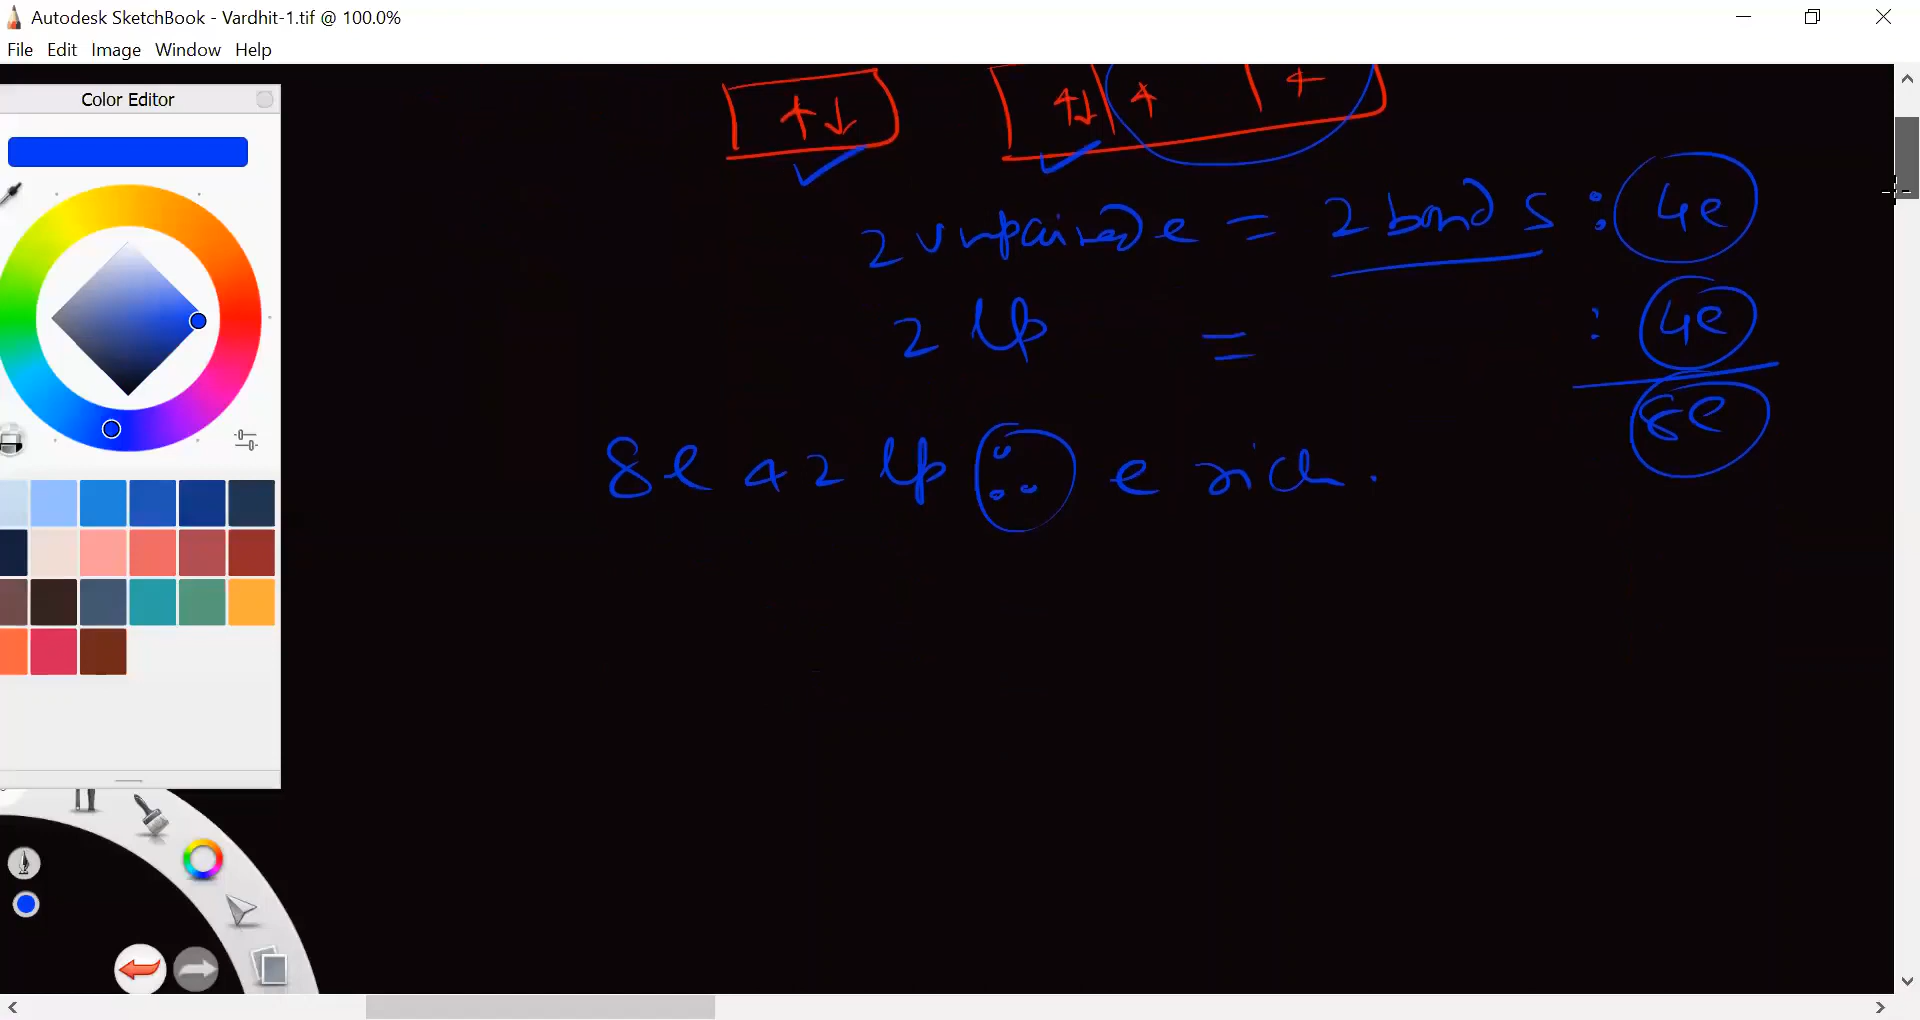 Autodesk SketchBook - Vardhit-1.tif @ 100.0%
File Edit Image Window Help
Color Editor
↑↓ ↑↓ ↑ ↑
2 unpaired e = 2 bonds : 4e
2 lp = : 4e
8e
8e & 2 lp ∴ e rich.